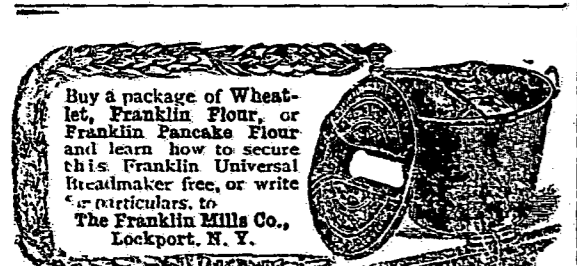 Buy a package of Wheat-
let, Franklin Flour, or
Franklin Pancake Flour
and learn how to secure
this Franklin Universal
Breadmaker free, or write
for particulars, to
The Franklin Mills Co.,
Lockport, N. Y.